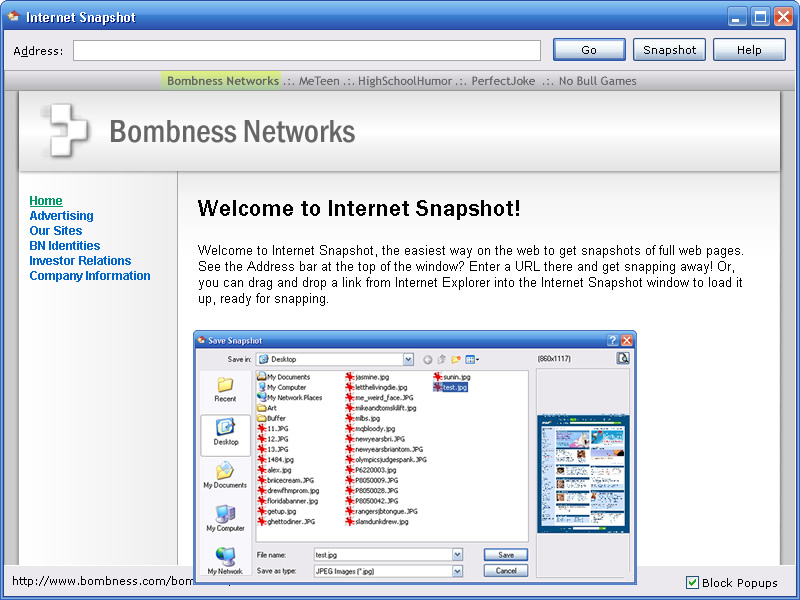 Internet Snapshot
Address:
Go
Snapshot
Help
Bombness Networks .:. MeTeen .:. HighSchoolHumor .:. PerfectJoke .:. No Bull Games
Bombness Networks
Home
Advertising
Our Sites
BN Identities
Investor Relations
Company Information
Welcome to Internet Snapshot!
Welcome to Internet Snapshot, the easiest way on the web to get snapshots of full web pages.
See the Address bar at the top of the window? Enter a URL there and get snapping away! Or,
you can drag and drop a link from Internet Explorer into the Internet Snapshot window to load it
up, ready for snapping.
Save Snapshot
Save in:
Desktop
(860x1117)
Recent
Desktop
My Documents
My Computer
My Network
My Documents
My Computer
My Network Places
Art
Buffer
11.JPG
12.JPG
13.JPG
1484.jpg
alex.jpg
briicecream.JPG
drewfhmprom.jpg
floridabanner.jpg
getup.jpg
ghettodiner.JPG
jasmine.jpg
letthelivingdie.jpg
me_weird_face.JPG
mikeandtomsklift.jpg
mlbs.jpg
mqbloody.jpg
newyearsbri.JPG
newyearsbriantom.JPG
olympicsjudgespank.JPG
P6220003.jpg
P8050009.JPG
P8050028.JPG
P8050042.JPG
rangersjbtongue.JPG
slamdunkdrew.jpg
sunin.jpg
test.jpg
File name:
test.jpg
Save
Save as type:
JPEG Images (*.jpg)
Cancel
http://www.bombness.com/bom
Block Popups